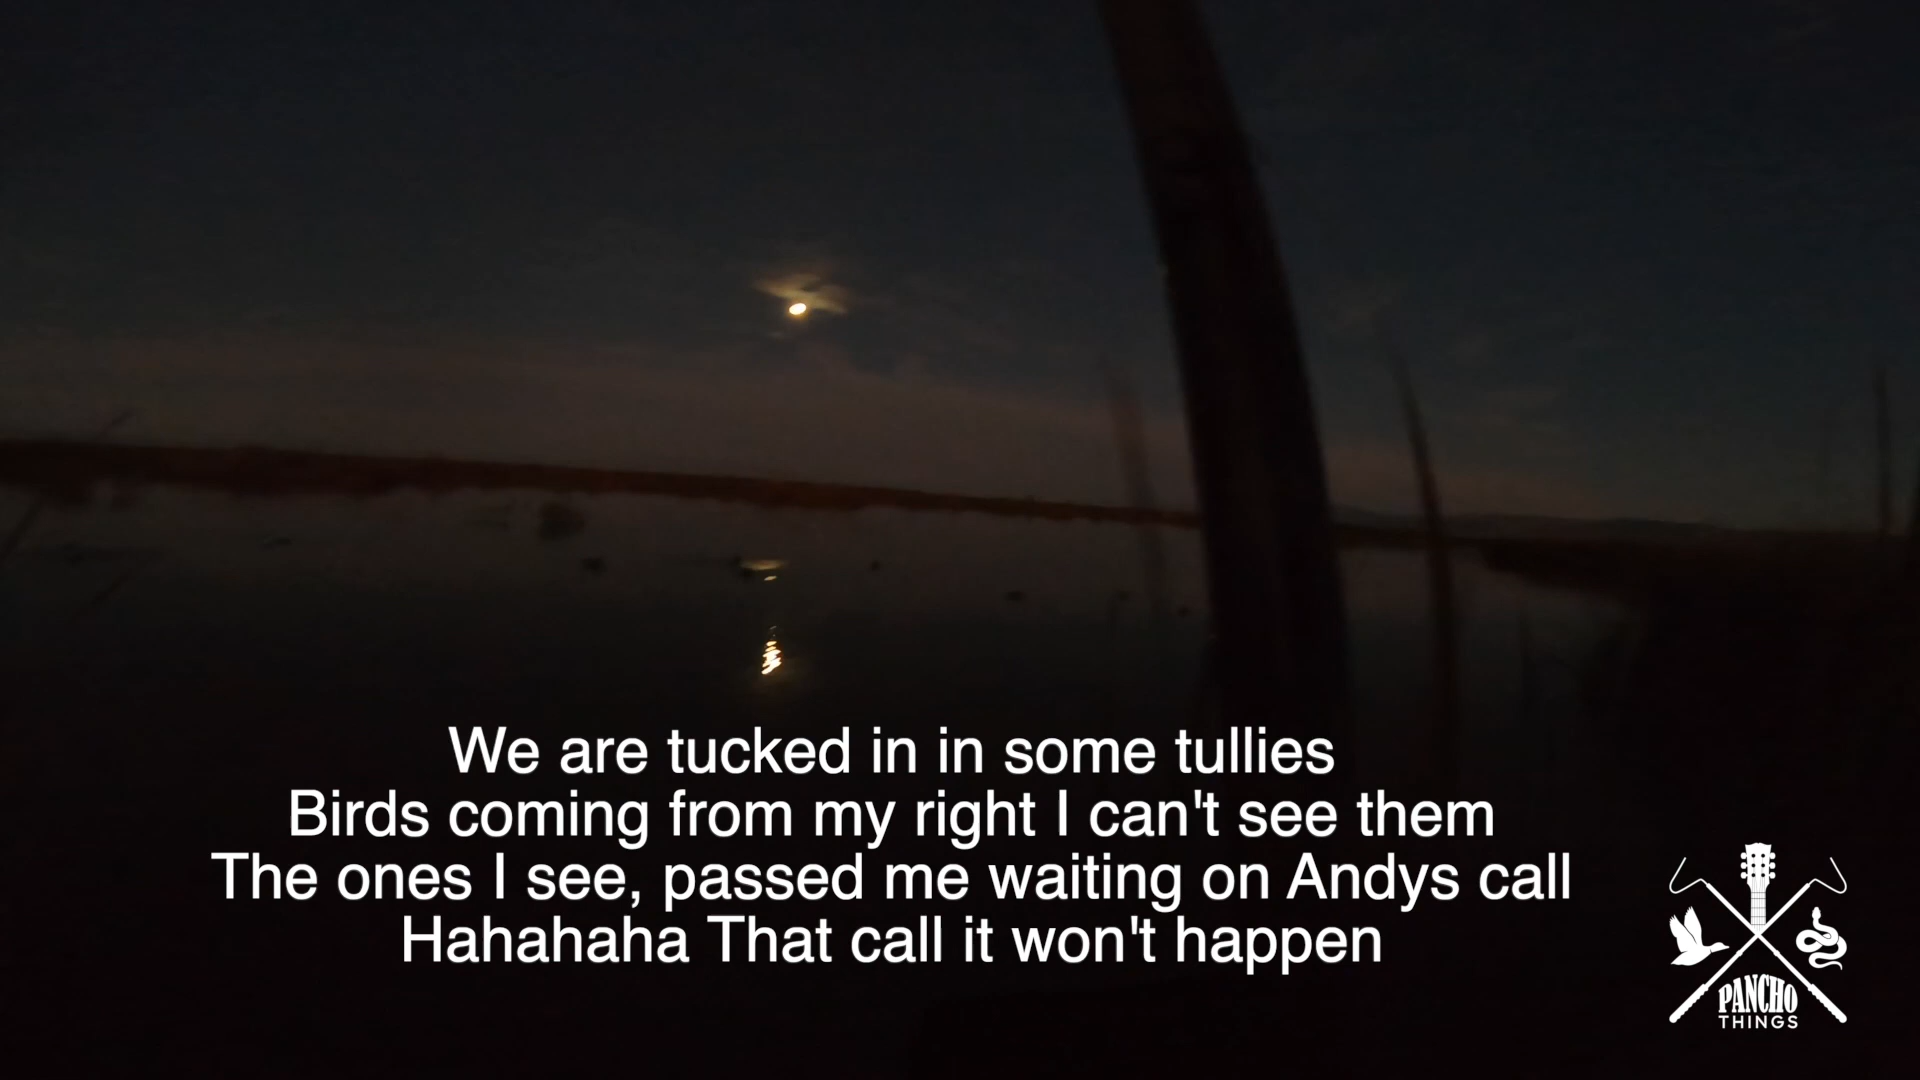 We are tucked in in some tullies
Birds coming from my right I can't see them
The ones I see, passed me waiting on Andys call
Hahahaha That call it won't happen
PANCHO
THINGS